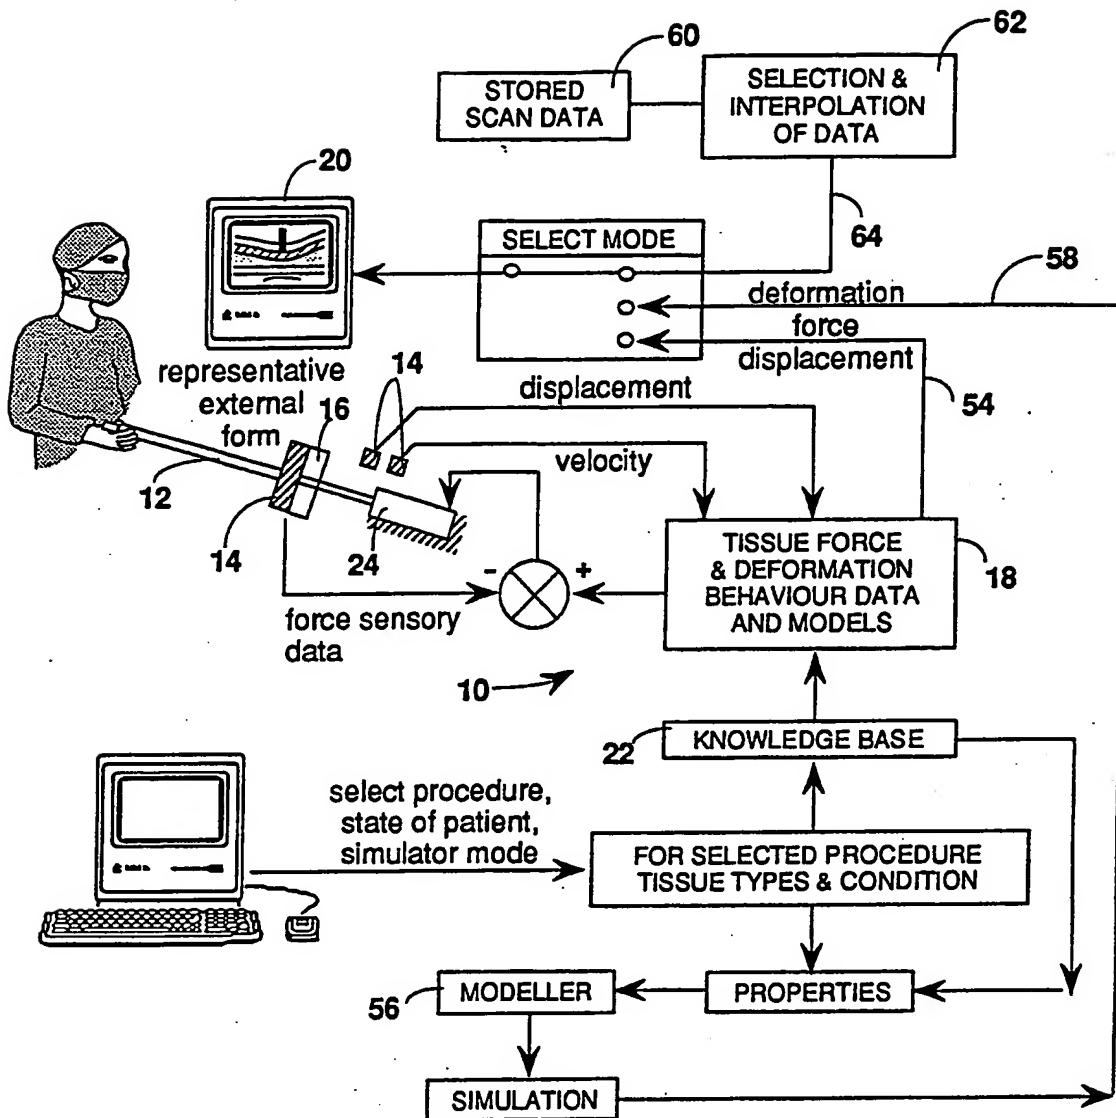 60
62
STORED
SCAN DATA
SELECTION &
INTERPOLATION
OF DATA
20
64
SELECT MODE
58
deformation
force
displacement
54
representative
external
form
14
16
displacement
velocity
12
14
24
-
+
TISSUE FORCE
& DEFORMATION
BEHAVIOUR DATA
AND MODELS
18
force sensory
data
10
22
KNOWLEDGE BASE
select procedure,
state of patient,
simulator mode
FOR SELECTED PROCEDURE
TISSUE TYPES & CONDITION
56
MODELLER
PROPERTIES
SIMULATION